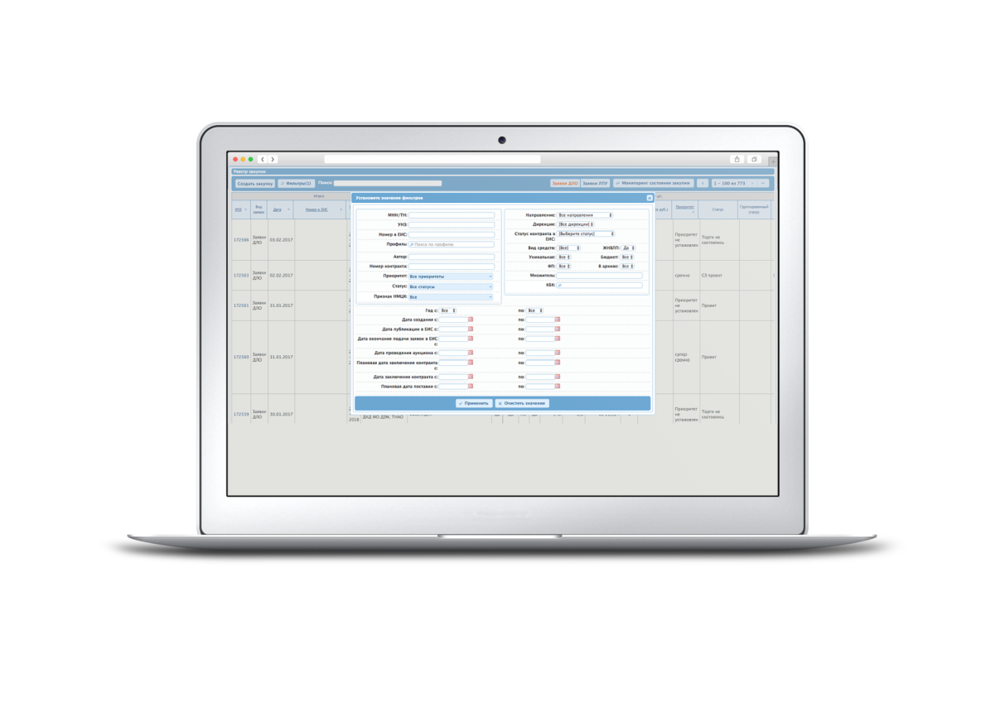 Реестр закупок
Создать закупку Фильтры(1) Поиск Заявки ДЛО Заявки ЛПУ Мониторинг состояния закупок 1 – 100 из 773
Итого
УНЗ Вид заявок Дата Номер в ЕИС Приоритет Статус Группированный статус
Установите значения фильтров
МНН/ТН:
УНЗ:
Номер в ЕИС:
Профиль: Поиск по профилю
Автор:
Номер контракта:
Приоритет: Все приоритеты
Статус: Все статусы
Признак НМЦК: Все
Направление: Все направления
Дирекция: [Все дирекции]
Статус контракта в ЕИС: [Выберите статус]
Вид средств: [Все] ЖНВЛП: Да
Уникальная: Все Бюджет: Все
ФП: Все В архиве: Все
Множитель:
КБК:
Год с: Все по: Все
Дата создания с: по:
Дата публикации в ЕИС с: по:
Дата окончания подачи заявок в ЕИС с: по:
Дата проведения аукциона с: по:
Плановая дата заключения контракта с: по:
Дата заключения контракта с: по:
Плановая дата поставки с: по:
Применить Очистить значения
172566 Заявки ДЛО 03.02.2017 Приоритет не установлен Торги не состоялись
172563 Заявки ДЛО 02.02.2017 срочно СЗ проект
172561 Заявки ДЛО 31.01.2017 Приоритет не установлен Проект
172560 Заявки ДЛО 31.01.2017 супер срочно Проект
172559 Заявки ДЛО 30.01.2017 2018 ДКД МО ДЗМ, ТНАО Приоритет не установлен Торги не состоялись